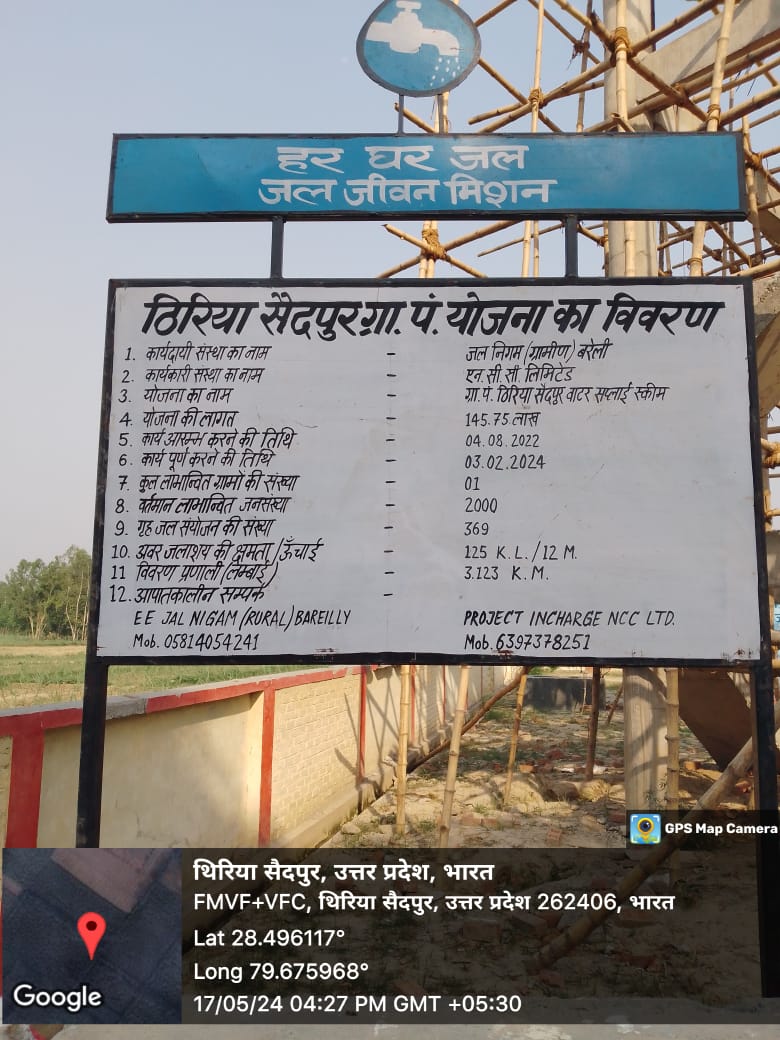 हर घर जल
जल जीवन मिशन
ठिरिया सैदपुर ग्रा. पं. योजना का विवरण
1. कार्यदायी संस्था का नाम - जल निगम (ग्रामीण) बरेली
2. कार्यकारी संस्था का नाम - एन. सी. सी. लिमिटेड
3. योजना का नाम - ग्रा. पं. ठिरिया सैदपुर वाटर सप्लाई स्कीम
4. योजना की लागत - 145.75 लाख
5. कार्य आरम्भ करने की तिथि - 04.08.2022
6. कार्य पूर्ण करने की तिथि - 03.02.2024
7. कुल लाभान्वित ग्रामों की संख्या - 01
8. वर्तमान लाभान्वित जनसंख्या - 2000
9. गृह जल संयोजन की संख्या - 369
10. अवर जलाशय की क्षमता/ऊँचाई - 125 K.L./12 M.
11 विवरण प्रणाली (लम्बाई) - 3.123 K.M.
12. आपातकालीन सम्पर्क -
EE JAL NIGAM (RURAL) BAREILLY PROJECT INCHARGE NCC LTD.
Mob. 05814054241 Mob. 6397378251
GPS Map Camera
थिरिया सैदपुर, उत्तर प्रदेश, भारत
FMVF+VFC, थिरिया सैदपुर, उत्तर प्रदेश 262406, भारत
Lat 28.496117°
Long 79.675968°
17/05/24 04:27 PM GMT +05:30
Google